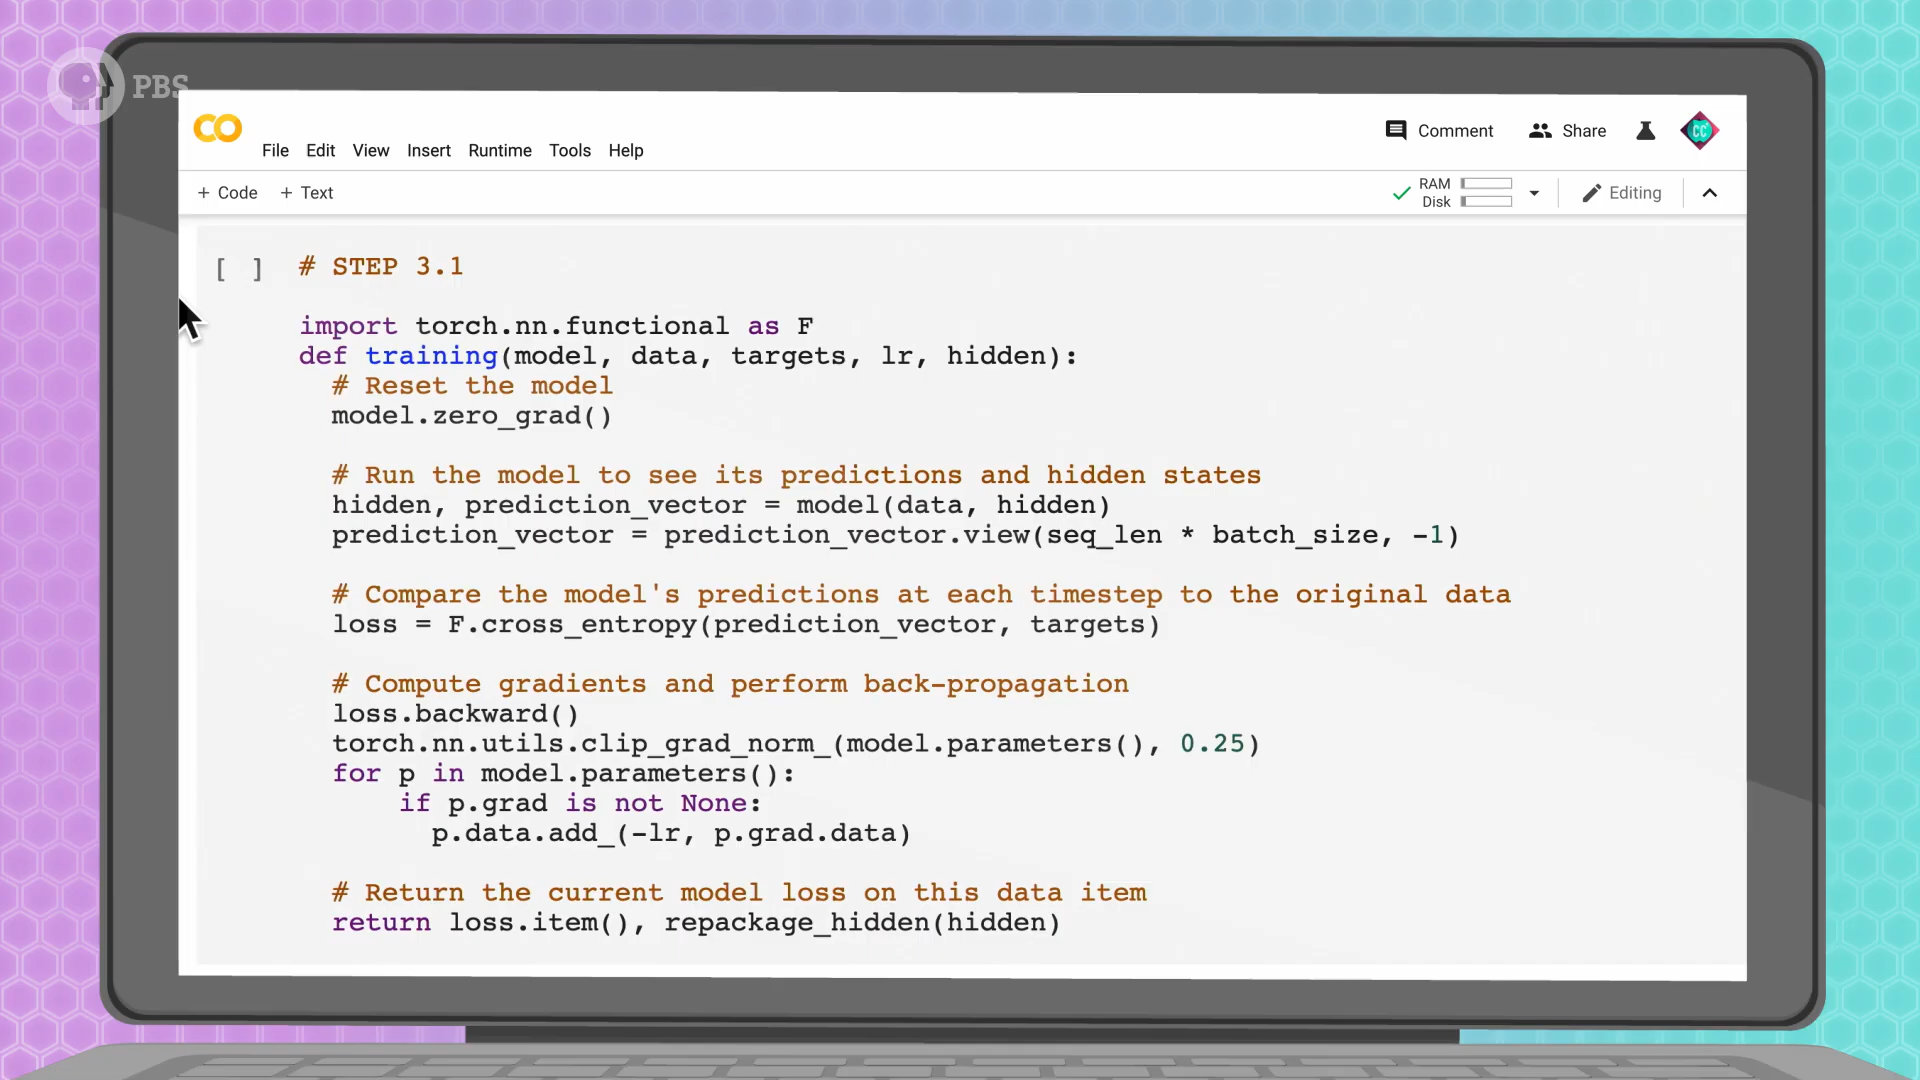 PBS
CO
File Edit View Insert Runtime Tools Help
Comment Share CC
+ Code + Text
RAM
Disk
Editing
[ ] # STEP 3.1
import torch.nn.functional as F
def training(model, data, targets, lr, hidden):
# Reset the model
model.zero_grad()
# Run the model to see its predictions and hidden states
hidden, prediction_vector = model(data, hidden)
prediction_vector = prediction_vector.view(seq_len * batch_size, -1)
# Compare the model's predictions at each timestep to the original data
loss = F.cross_entropy(prediction_vector, targets)
# Compute gradients and perform back-propagation
loss.backward()
torch.nn.utils.clip_grad_norm_(model.parameters(), 0.25)
for p in model.parameters():
if p.grad is not None:
p.data.add_(-lr, p.grad.data)
# Return the current model loss on this data item
return loss.item(), repackage_hidden(hidden)